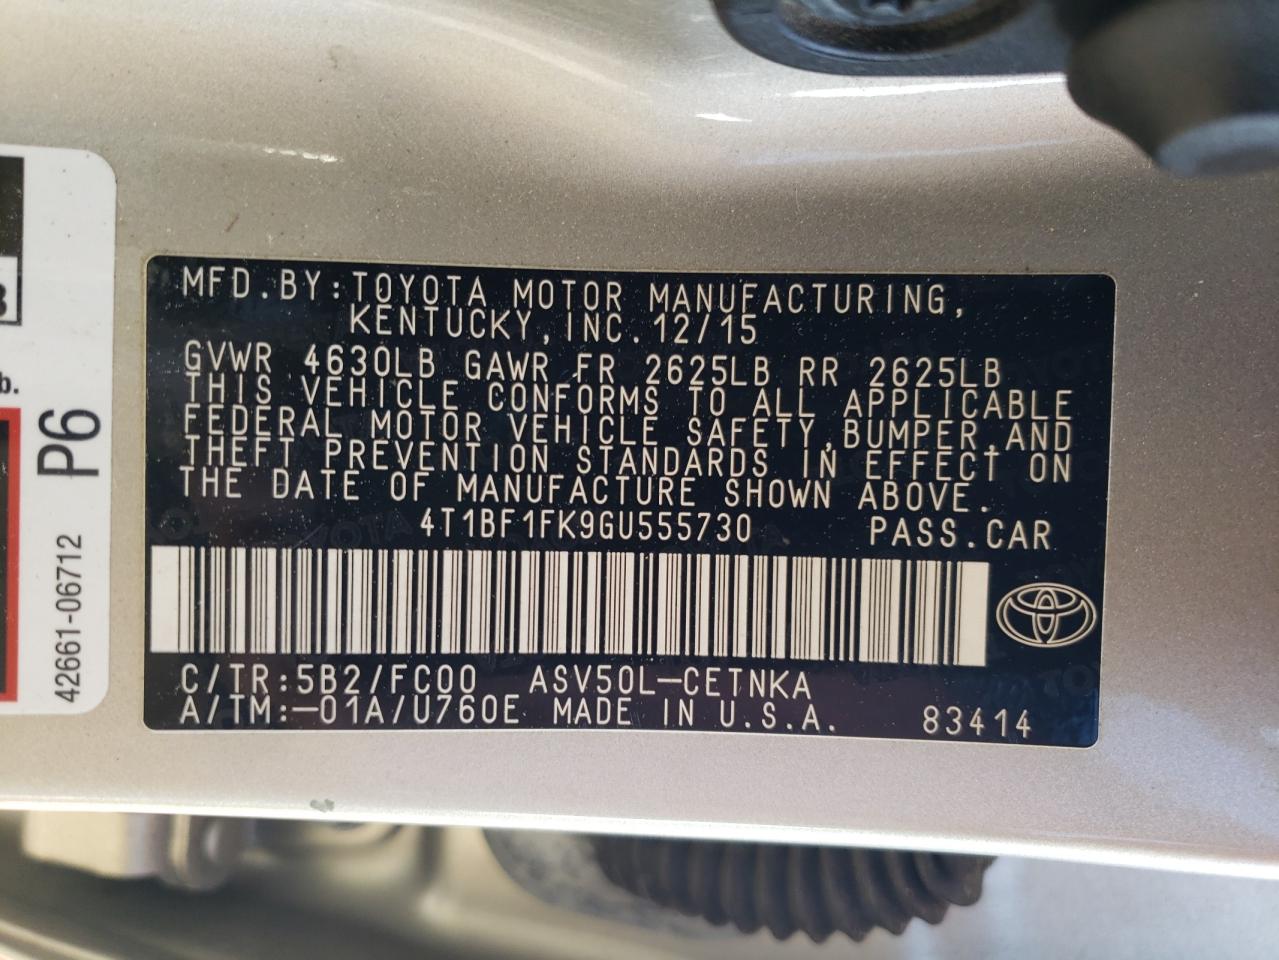 MFD.BY:TOYOTA MOTOR MANUFACTURING,
KENTUCKY,INC.12/15
GVWR 4630LB GAWR FR 2625LB RR 2625LB
THIS VEHICLE CONFORMS TO ALL APPLICABLE
FEDERAL MOTOR VEHICLE SAFETY,BUMPER,AND
THEFT PREVENTION STANDARDS IN EFFECT ON
THE DATE OF MANUFACTURE SHOWN ABOVE.
4T1BF1FK9GU555730 PASS.CAR
C/TR:5B2/FC00 ASV50L-CETNKA
A/TM:-01A/U760E MADE IN U.S.A. 83414
P6
42661-06712